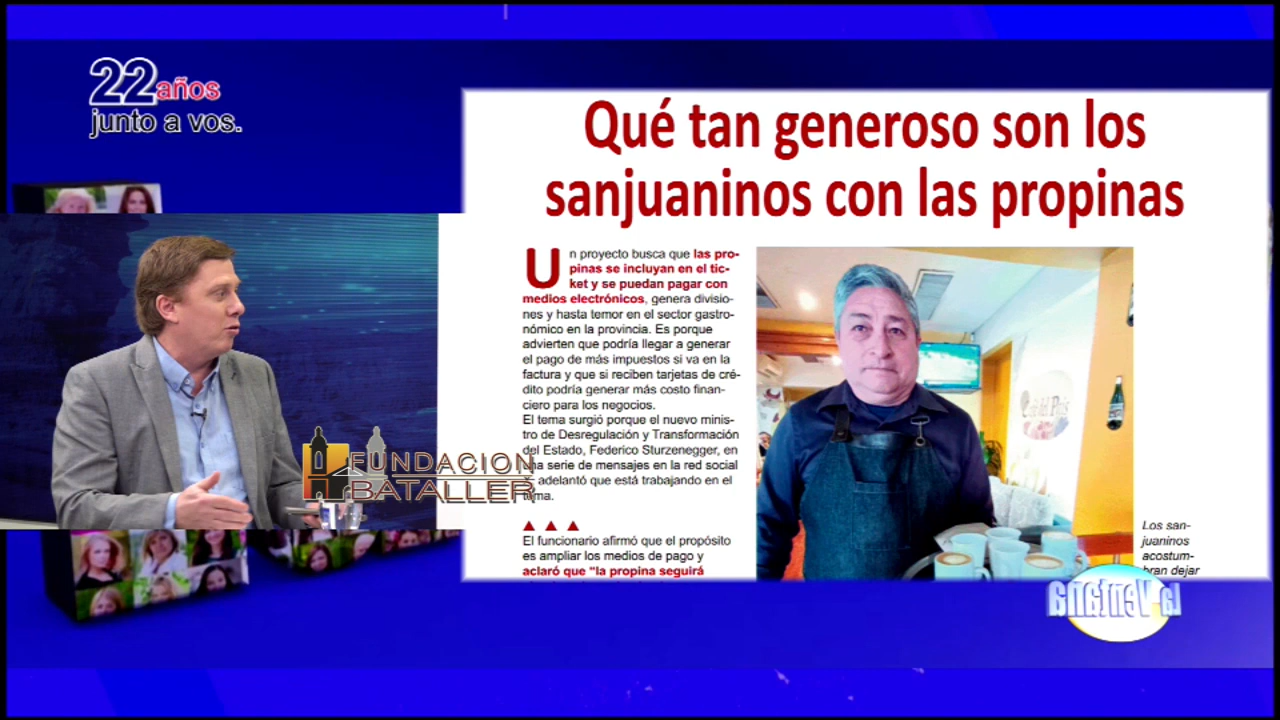 22 años
junto a vos.
Qué tan generoso son los
sanjuaninos con las propinas
Un proyecto busca que las pro-
pinas se incluyan en el tic-
ket y se puedan pagar con
medios electrónicos, genera divisio-
nes y hasta temor en el sector gastro-
nómico en la provincia. Es porque
advierten que podría llegar a generar
el pago de más impuestos si va en la
factura y que si reciben tarjetas de cré-
dito podría generar más costo finan-
ciero para los negocios.
El tema surgió porque el nuevo minis-
tro de Desregulación y Transformación
del Estado, Federico Sturzenegger, en
una serie de mensajes en la red social
adelantó que está trabajando en el
tema.
El funcionario afirmó que el propósito
es ampliar los medios de pago y
aclaró que “la propina seguirá
Los san-
juaninos
acostum-
bran dejar
FUNDACION
BATALLER
la Ventana